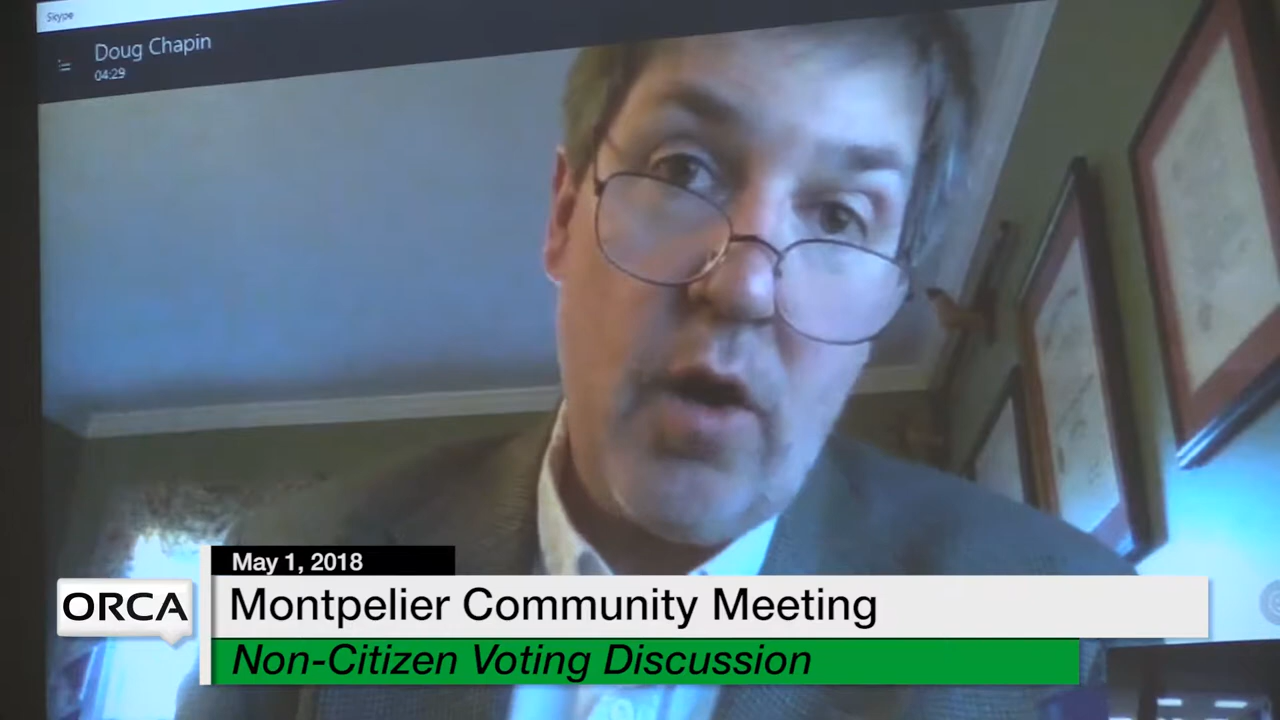 Skype
Doug Chapin
04:29
May 1, 2018
ORCA
Montpelier Community Meeting
Non-Citizen Voting Discussion